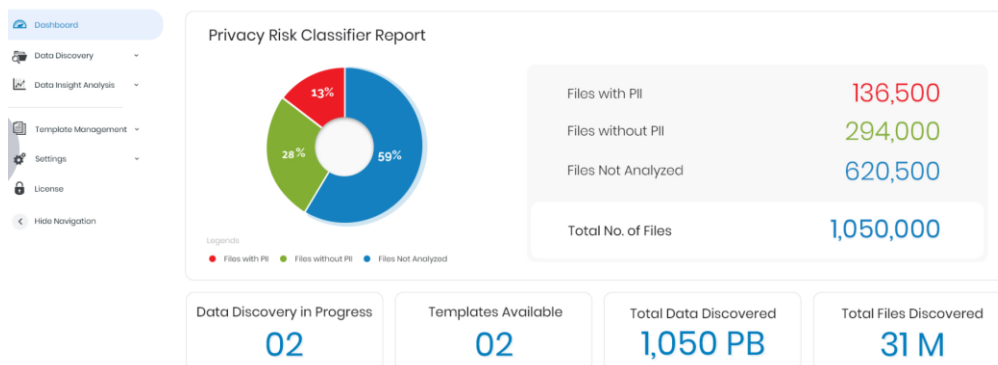 Dashboard
Data Discovery
Data Insight Analysis
Template Management
Settings
License
Hide Navigation
Privacy Risk Classifier Report
13%
28%
59%
Legends
Files with PII
Files without PII
Files Not Analyzed
Files with PII 136,500
Files without PII 294,000
Files Not Analyzed 620,500
Total No. of Files 1,050,000
Data Discovery in Progress
02
Templates Available
02
Total Data Discovered
1,050 PB
Total Files Discovered
31 M